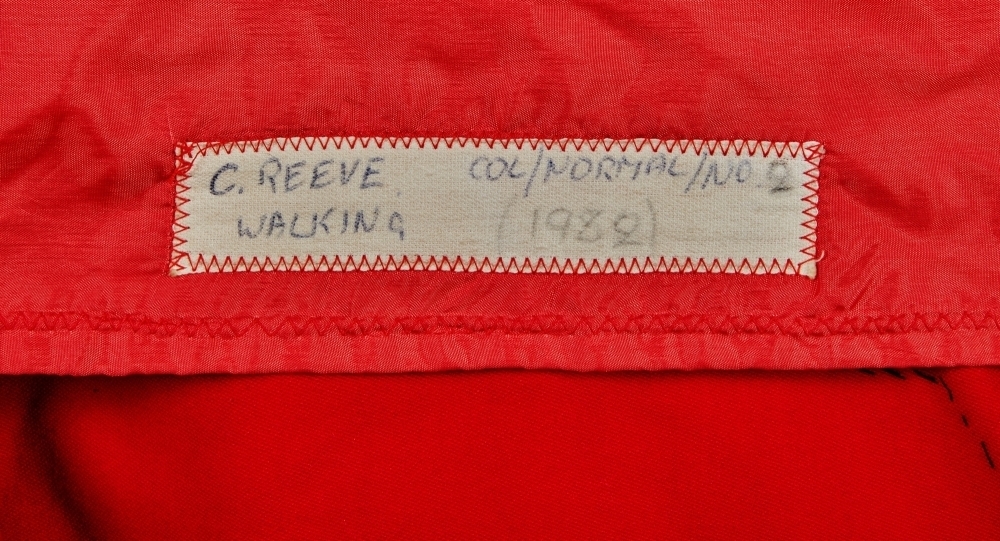 C. REEVE. COL/NORMAL/NO.2
WALKING (1982)